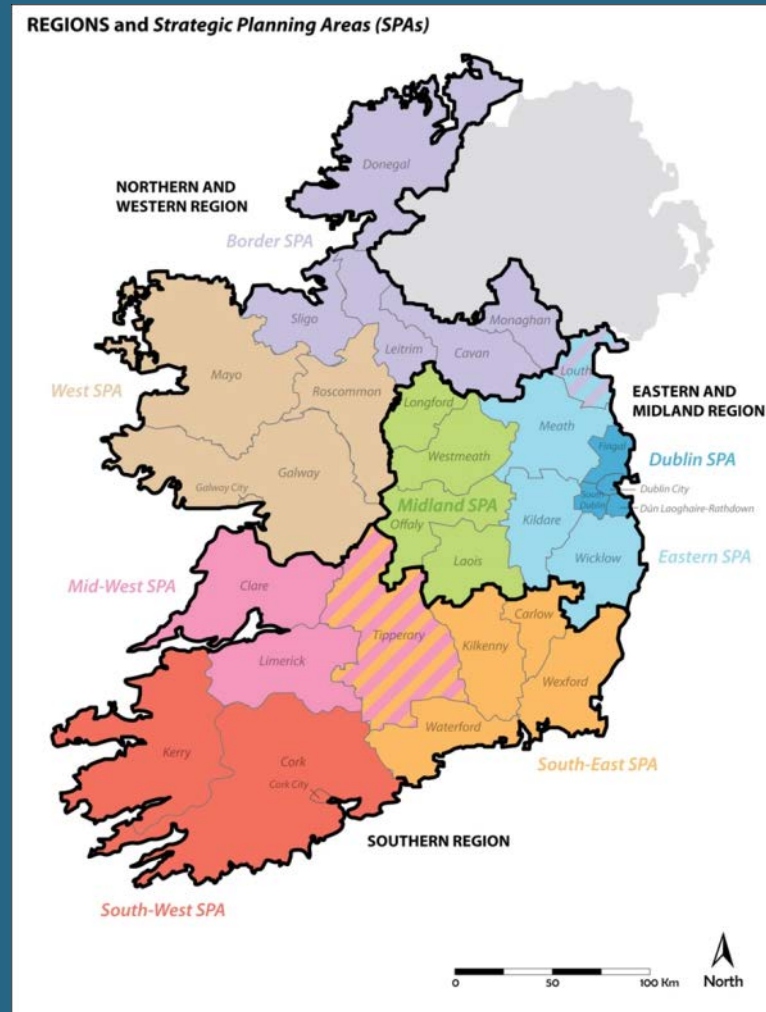 REGIONS and Strategic Planning Areas (SPAs)
Donegal
NORTHERN AND
WESTERN REGION
Border SPA
Sligo
Leitrim
Cavan
Monaghan
Louth
Mayo
West SPA
Roscommon
Galway
Galway City
Longford
Westmeath
Midland SPA
Offaly
Laois
EASTERN AND
MIDLAND REGION
Meath
Fingal
Dublin SPA
Dublin City
South
Dublin
Dún Laoghaire-Rathdown
Kildare
Wicklow
Eastern SPA
Mid-West SPA
Clare
Limerick
Tipperary
Kilkenny
Carlow
Wexford
Waterford
South-East SPA
Kerry
Cork
Cork City
SOUTHERN REGION
South-West SPA
0 50 100 Km
North